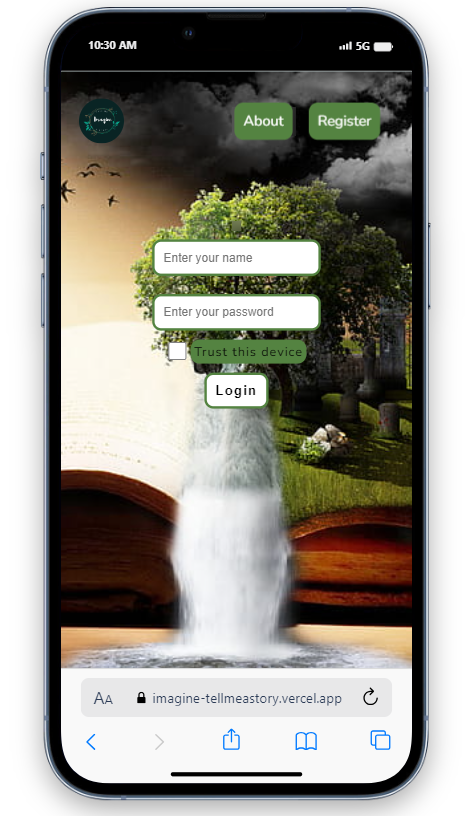 10:30 AM
5G
Imagine
About
Register
Enter your name
Enter your password
Trust this device
Login
AA
imagine-tellmeastory.vercel.app